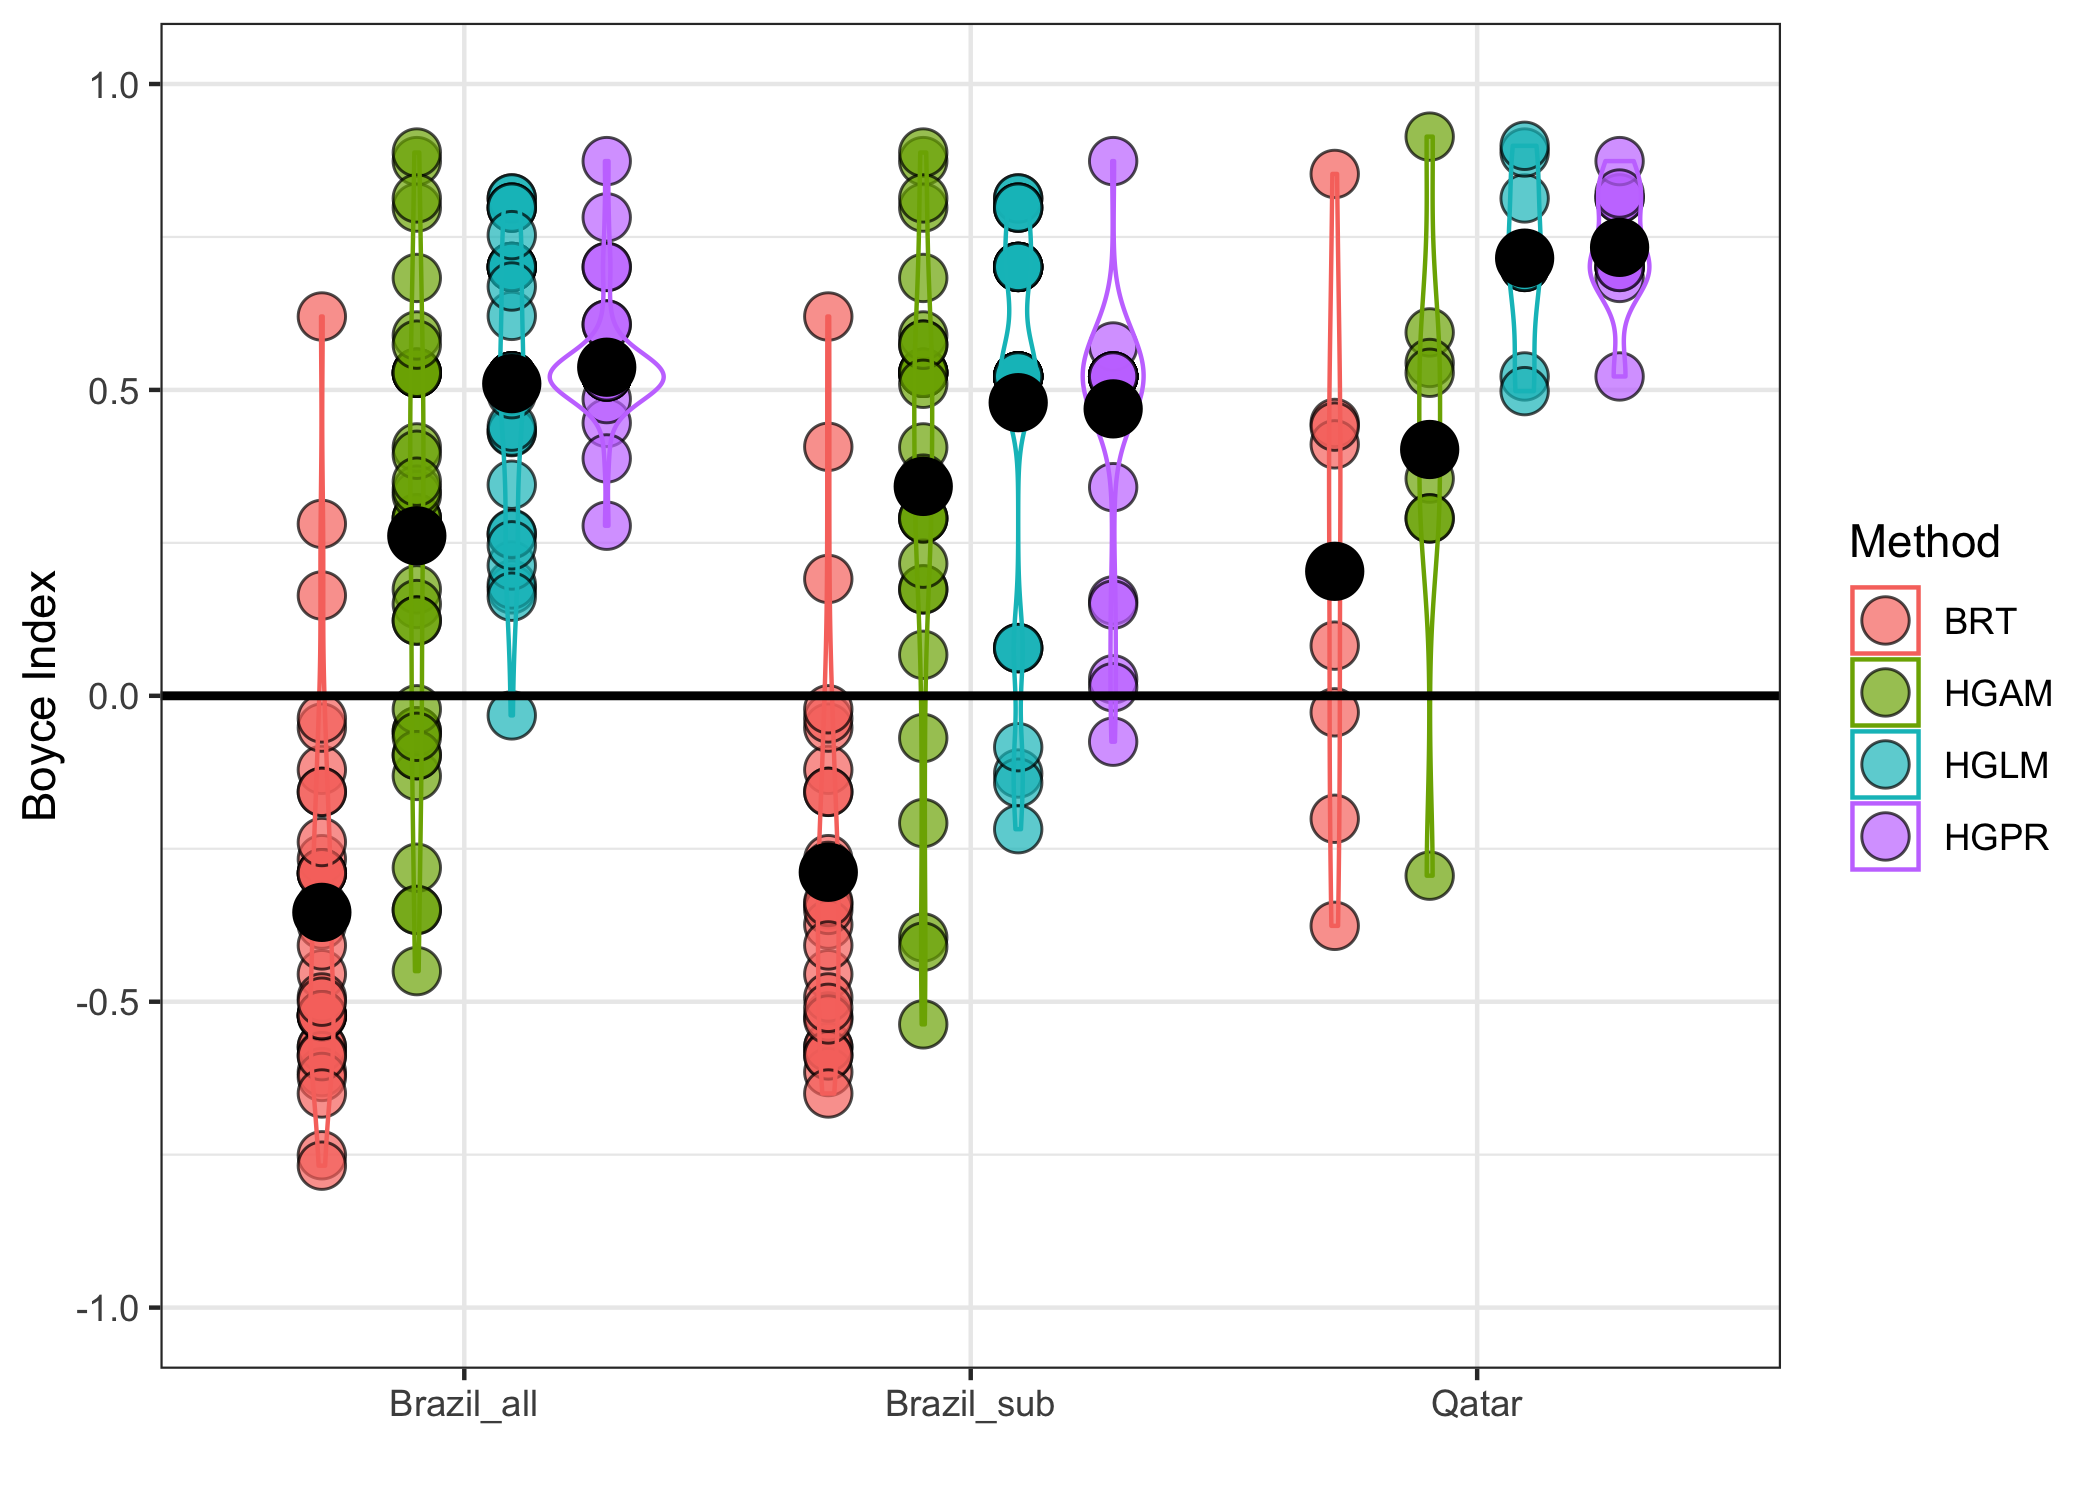 1.0
0.5
0.0
-0.5
-1.0
Boyce Index
Brazil_all
Brazil_sub
Qatar
Method
BRT
HGAM
HGLM
HGPR